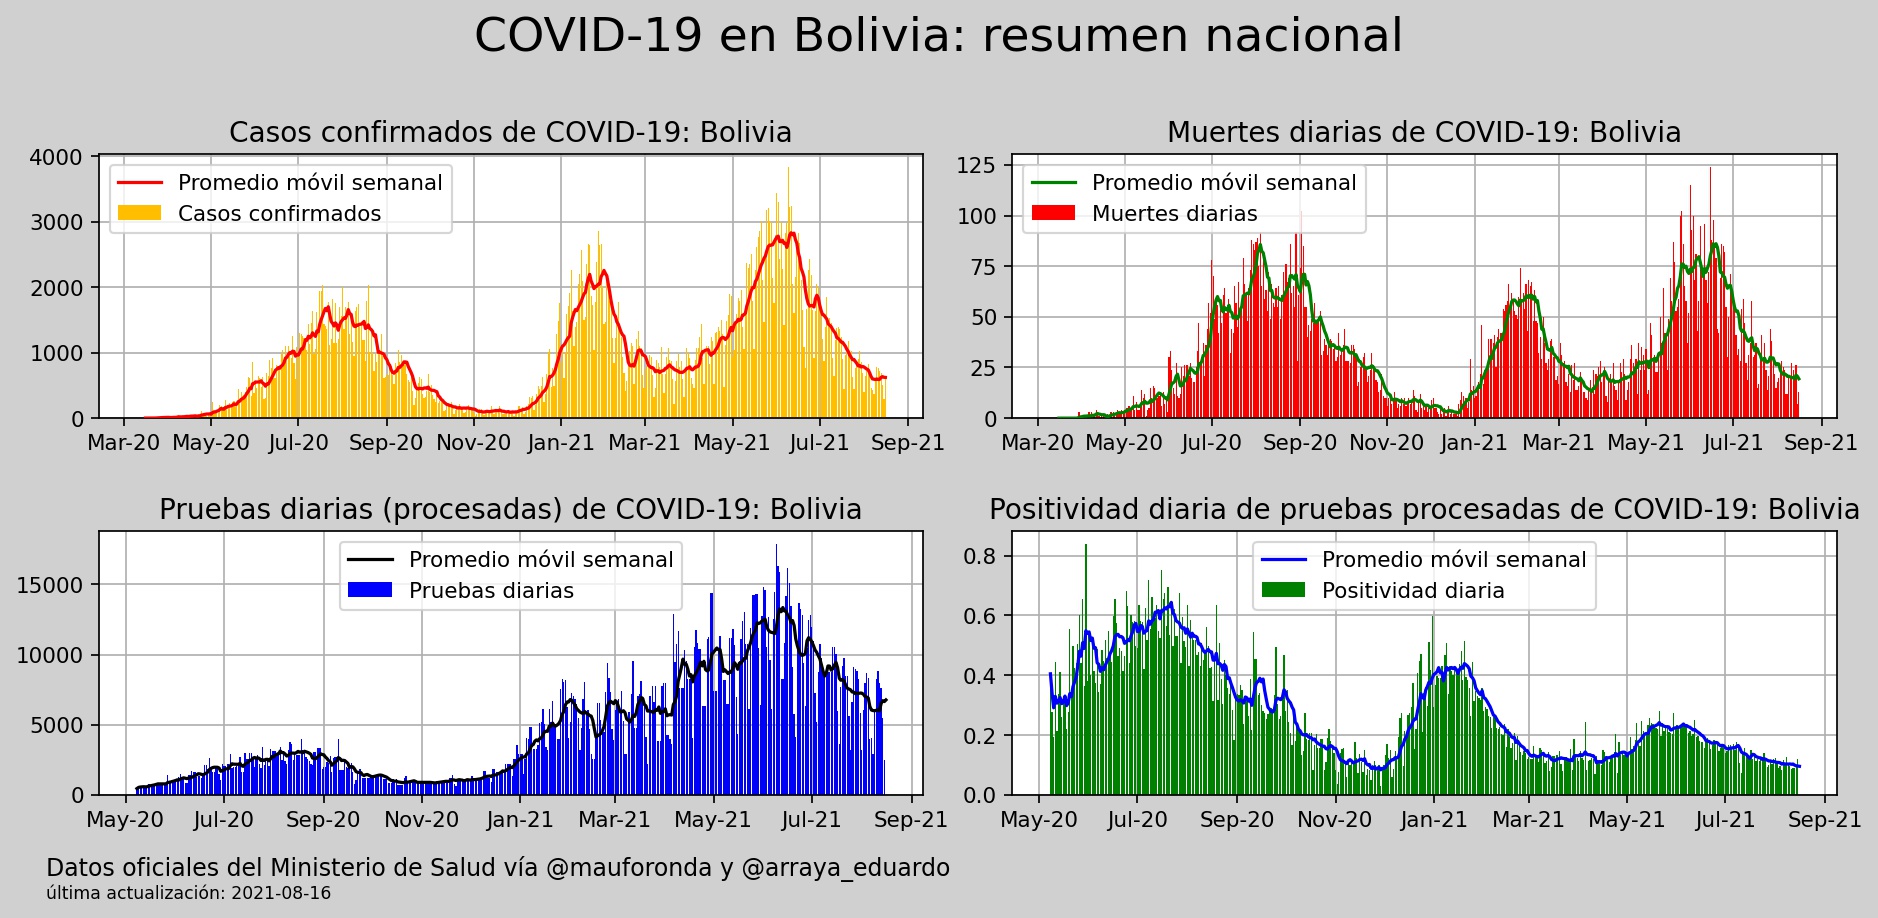 COVID-19 en Bolivia: resumen nacional
Casos confirmados de COVID-19: Bolivia
4000
3000
2000
1000
0
Promedio móvil semanal
Casos confirmados
Mar-20 May-20 Jul-20 Sep-20 Nov-20 Jan-21 Mar-21 May-21 Jul-21 Sep-21
Muertes diarias de COVID-19: Bolivia
125
100
75
50
25
0
Promedio móvil semanal
Muertes diarias
Mar-20 May-20 Jul-20 Sep-20 Nov-20 Jan-21 Mar-21 May-21 Jul-21 Sep-21
Pruebas diarias (procesadas) de COVID-19: Bolivia
15000
10000
5000
0
Promedio móvil semanal
Pruebas diarias
May-20 Jul-20 Sep-20 Nov-20 Jan-21 Mar-21 May-21 Jul-21 Sep-21
Positividad diaria de pruebas procesadas de COVID-19: Bolivia
0.8
0.6
0.4
0.2
0.0
Promedio móvil semanal
Positividad diaria
May-20 Jul-20 Sep-20 Nov-20 Jan-21 Mar-21 May-21 Jul-21 Sep-21
Datos oficiales del Ministerio de Salud vía @mauforonda y @arraya_eduardo
última actualización: 2021-08-16